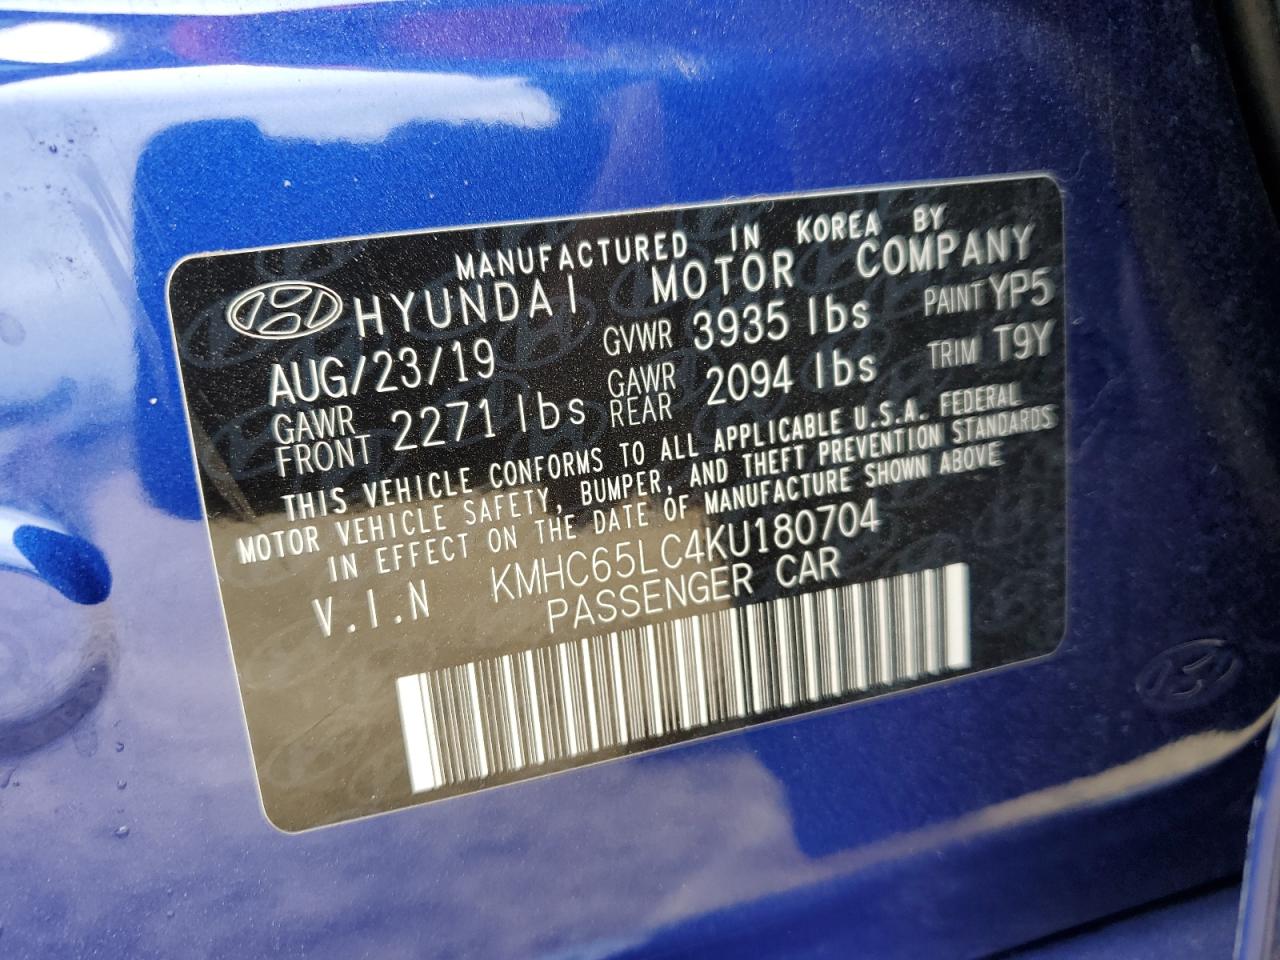 MANUFACTURED IN KOREA BY
HYUNDAI MOTOR COMPANY
AUG/23/19 GVWR 3935 lbs PAINT YP5
GAWR FRONT 2271 lbs GAWR REAR 2094 lbs TRIM T9Y
THIS VEHICLE CONFORMS TO ALL APPLICABLE U.S.A. FEDERAL
MOTOR VEHICLE SAFETY, BUMPER, AND THEFT PREVENTION STANDARDS
IN EFFECT ON THE DATE OF MANUFACTURE SHOWN ABOVE
V.I.N KMHC65LC4KU180704
PASSENGER CAR